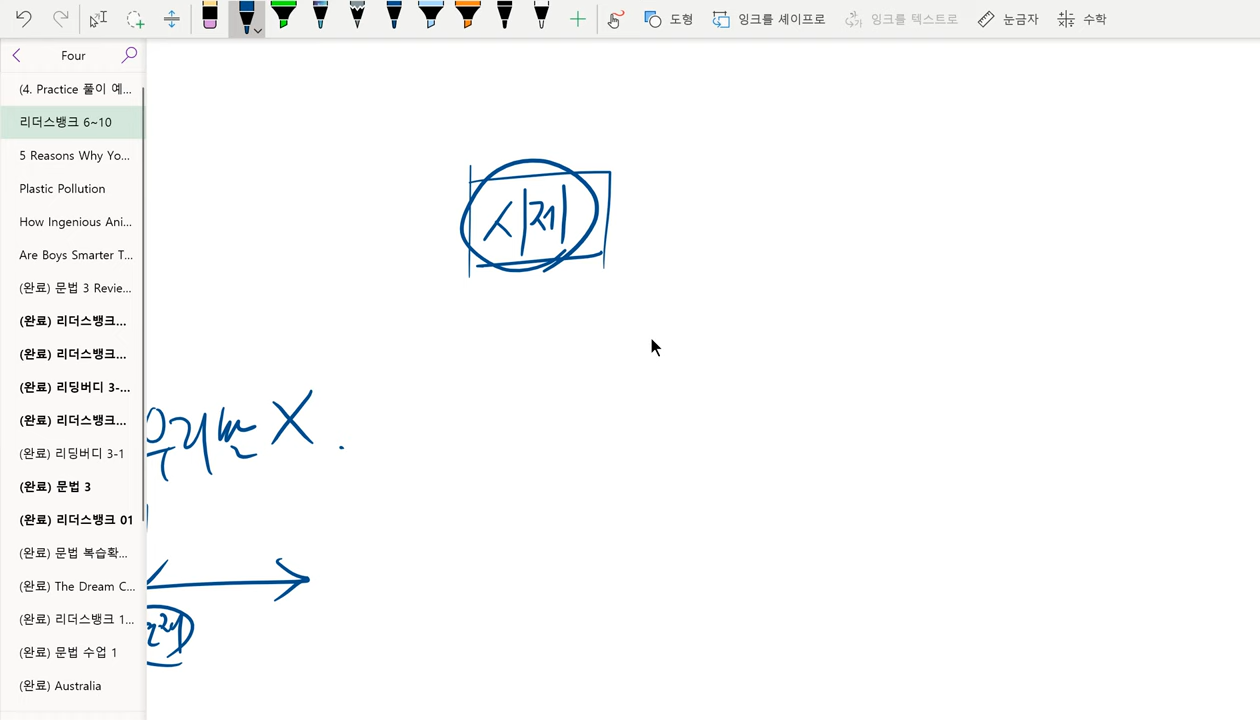 도형 잉크를 셰이프로 잉크를 텍스트로 눈금자 수학
Four
(4. Practice 풀이 예...
리더스뱅크 6~10
5 Reasons Why Yo...
Plastic Pollution
How Ingenious Ani...
Are Boys Smarter T...
(완료) 문법 3 Revie...
(완료) 리더스뱅크...
(완료) 리더스뱅크...
(완료) 리딩버디 3-...
(완료) 리더스뱅크...
(완료) 리딩버디 3-1
(완료) 문법 3
(완료) 리더스뱅크 01
(완료) 문법 복습확...
(완료) The Dream C...
(완료) 리더스뱅크 1...
(완료) 문법 수업 1
(완료) Australia
시제
우리말 X.